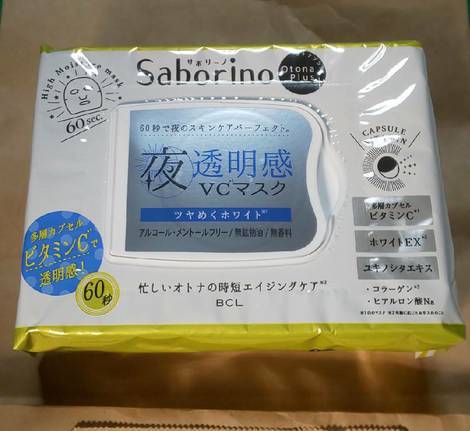 High Moisture mask
60 sec.
サボリーノ
Saborino
Otona
Plus
60秒で夜のスキンケアパーフェクト。
夜 透明感
VCマスク
ツヤめくホワイト※1
アルコール・メントールフリー/無鉱物油/無香料
多層カプセル
ビタミンCで
透明感!
60秒
忙しいオトナの時短エイジングケア※2
BCL
CAPSULE
多層カプセル
ビタミンC※1
ホワイトEX※2
ユキノシタエキス
・コラーゲン※2
・ヒアルロン酸Na